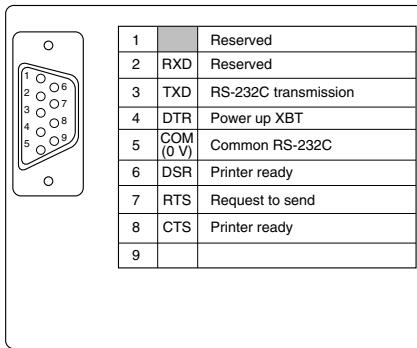 1
2
3
4
5
6
7
8
9
1 Reserved
2 RXD Reserved
3 TXD RS-232C transmission
4 DTR Power up XBT
5 COM (0 V) Common RS-232C
6 DSR Printer ready
7 RTS Request to send
8 CTS Printer ready
9